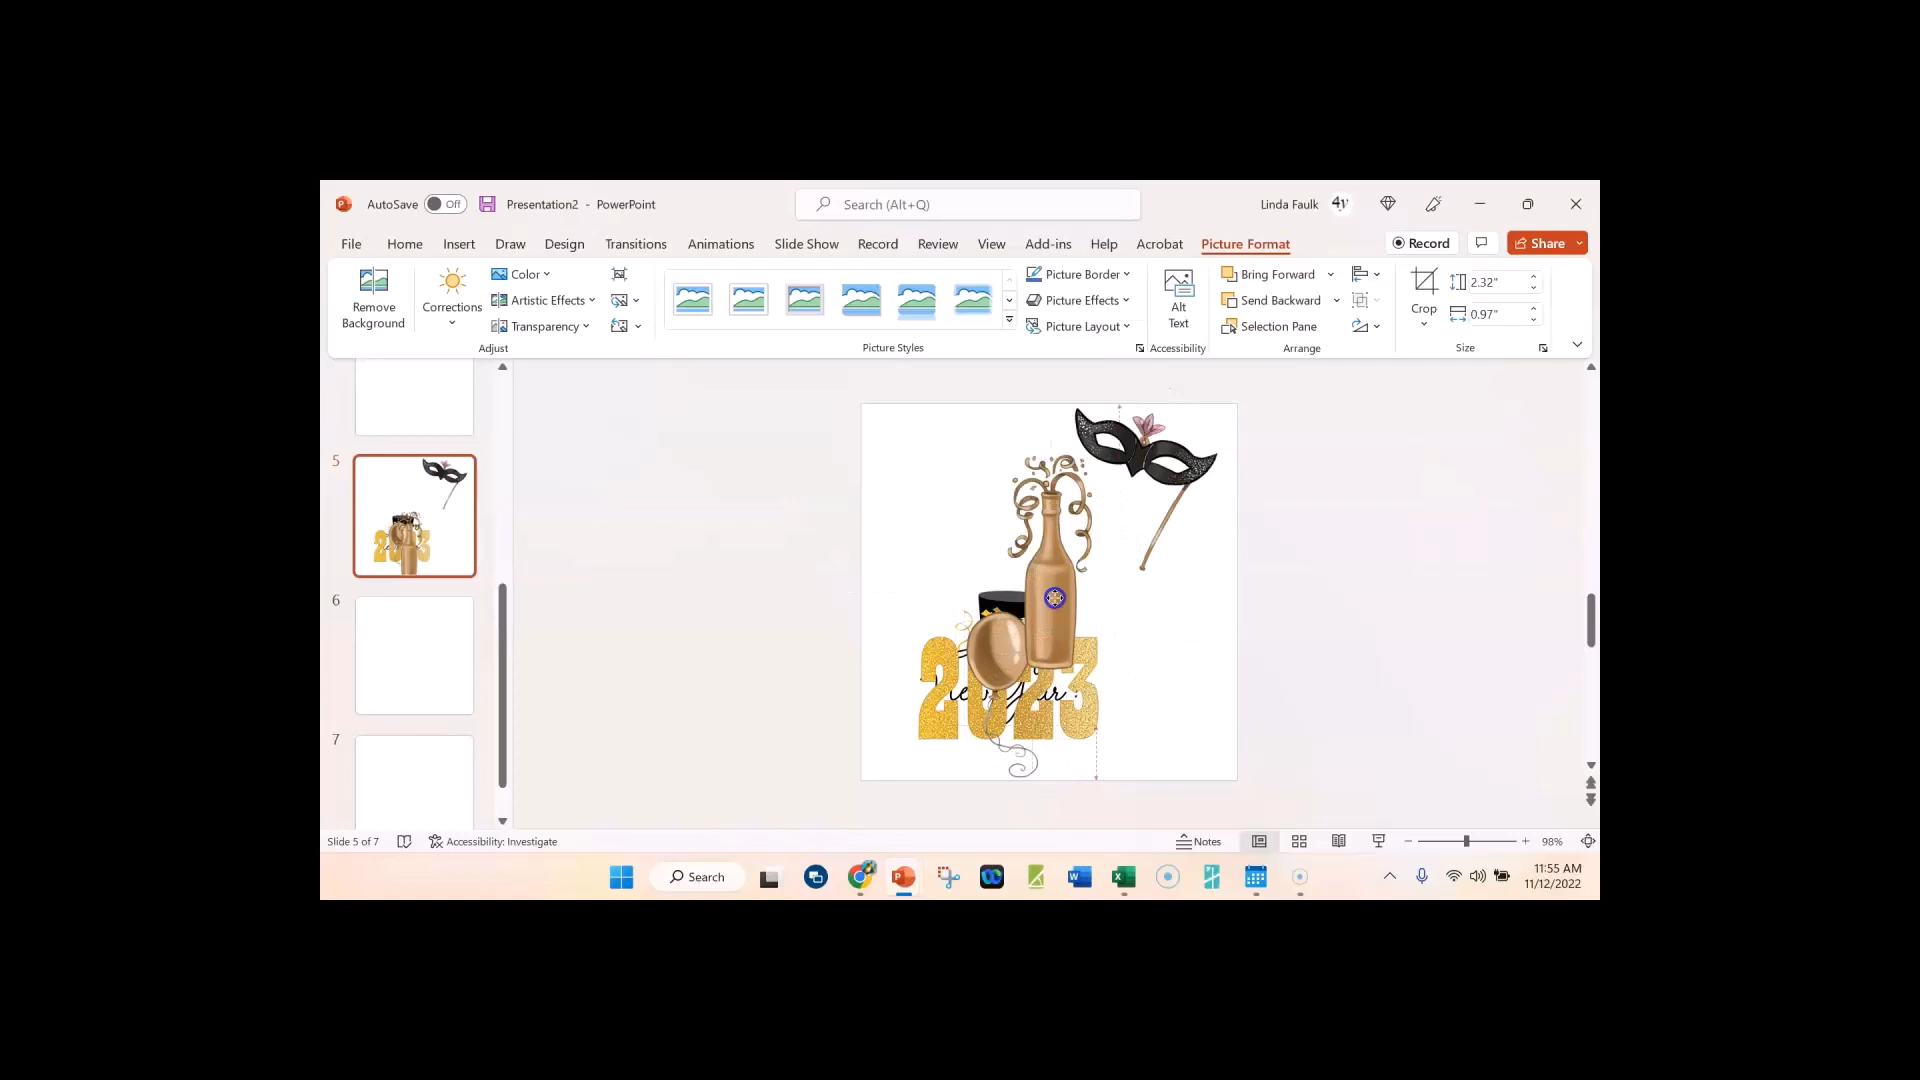 AutoSave Off Presentation2 - PowerPoint Search (Alt+Q) Linda Faulk
File Home Insert Draw Design Transitions Animations Slide Show Record Review View Add-ins Help Acrobat Picture Format Record Share
Remove Background
Corrections
Color
Artistic Effects
Transparency
Adjust
Picture Styles
Picture Border
Picture Effects
Picture Layout
Alt Text
Accessibility
Bring Forward
Send Backward
Selection Pane
Arrange
Crop
2.32"
0.97"
Size
5
6
7
2023
Slide 5 of 7 Accessibility: Investigate Notes 98%
Search
11:55 AM
11/12/2022